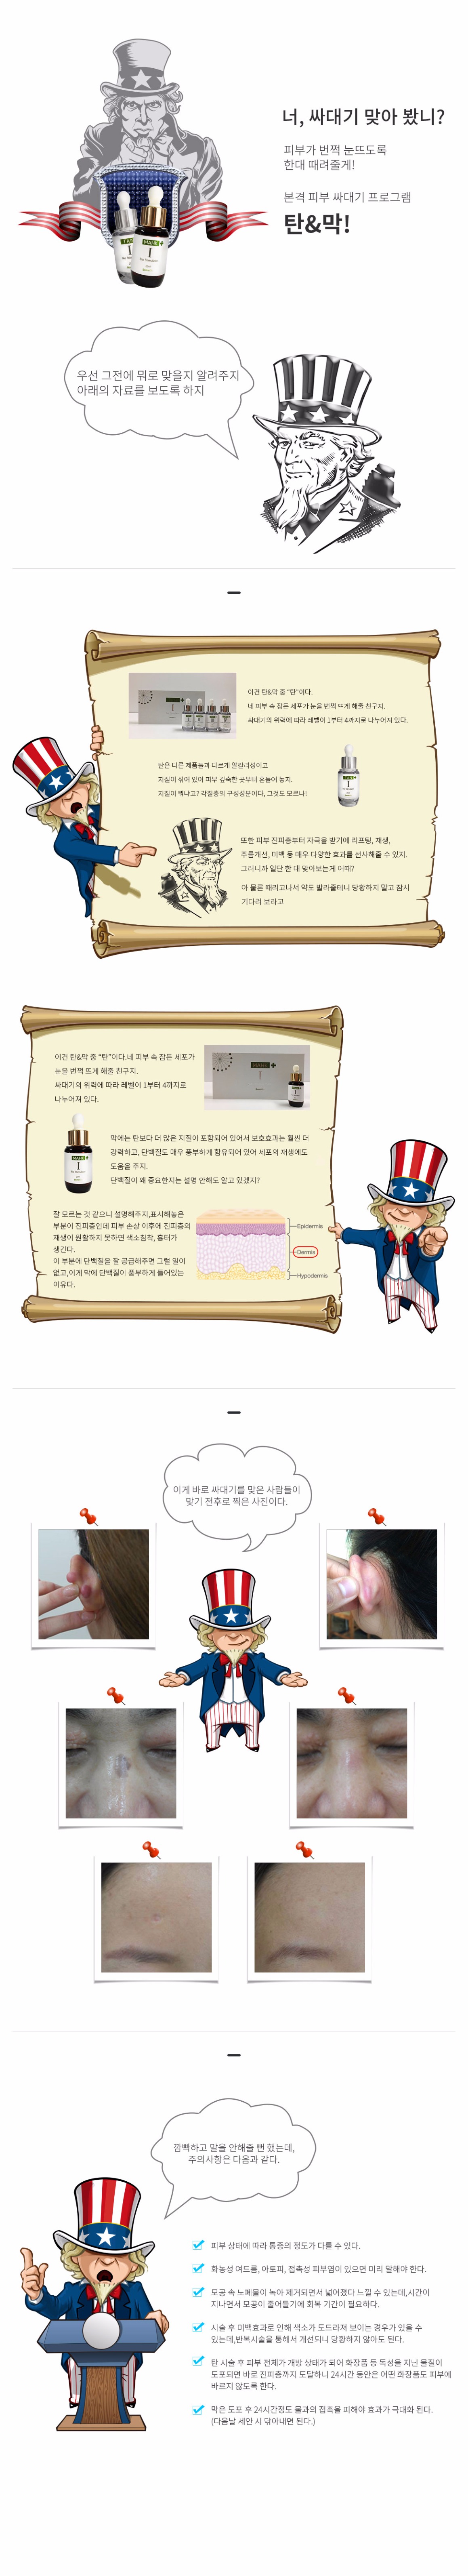 너, 싸대기 맞아 봤니?
피부가 번쩍 눈뜨도록
한대 때려줄게!
본격 피부 싸대기 프로그램
탄&막!
TAN
HANIE+
I
I
우선 그전에 뭐로 맞을지 알려주지
아래의 자료를 보도록 하지
이건 탄&막 중 "탄"이다.
네 피부 속 잠든 세포가 눈을 번쩍 뜨게 해줄 친구지.
싸대기의 위력에 따라 레벨이 1부터 4까지로 나누어져 있다.
탄은 다른 제품들과 다르게 알칼리성이고
지질이 섞여 있어 피부 깊숙한 곳부터 흔들어 놓지.
지질이 뭐냐고? 각질층의 구성성분이다, 그것도 모르니!
I
또한 피부 진피층부터 자극을 받기에 리프팅, 재생,
주름개선, 미백 등 매우 다양한 효과를 선사해줄 수 있지.
그러니까 일단 한 대 맞아보는게 어때?
아 물론 때리고나서 약도 발라줄테니 당황하지 말고 잠시
기다려 보라고
이건 탄&막 중 "탄"이다.네 피부 속 잠든 세포가
눈을 번쩍 뜨게 해줄 친구지.
싸대기의 위력에 따라 레벨이 1부터 4까지로
나누어져 있다.
HANIE+
HANIE+
I
막에는 탄보다 더 많은 지질이 포함되어 있어서 보호효과는 훨씬 더
강력하고, 단백질도 매우 풍부하게 함유되어 있어 세포의 재생에도
도움을 주지.
단백질이 왜 중요한지는 설명 안해도 알고 있겠지?
잘 모르는 것 같으니 설명해주지,표시해놓은
부분이 진피층인데 피부 손상 이후에 진피층의
재생이 원활하지 못하면 색소침착, 흉터가
생긴다.
이 부분에 단백질을 잘 공급해주면 그럴 일이
없고,이게 막에 단백질이 풍부하게 들어있는
이유다.
Epidermis
Dermis
Hypodermis
이게 바로 싸대기를 맞은 사람들이
맞기 전후로 찍은 사진이다.
깜빡하고 말을 안해줄 뻔 했는데,
주의사항은 다음과 같다.
피부 상태에 따라 통증의 정도가 다를 수 있다.
화농성 여드름, 아토피, 접촉성 피부염이 있으면 미리 말해야 한다.
모공 속 노폐물이 녹아 제거되면서 넓어졌다 느낄 수 있는데,시간이
지나면서 모공이 줄어들기에 회복 기간이 필요하다.
시술 후 미백효과로 인해 색소가 도드라져 보이는 경우가 있을 수
있는데,반복시술을 통해서 개선되니 당황하지 않아도 된다.
탄 시술 후 피부 전체가 개방 상태가 되어 화장품 등 독성을 지닌 물질이
도포되면 바로 진피층까지 도달하니 24시간 동안은 어떤 화장품도 피부에
바르지 않도록 한다.
막은 도포 후 24시간정도 물과의 접촉을 피해야 효과가 극대화 된다.
(다음날 세안 시 닦아내면 된다.)